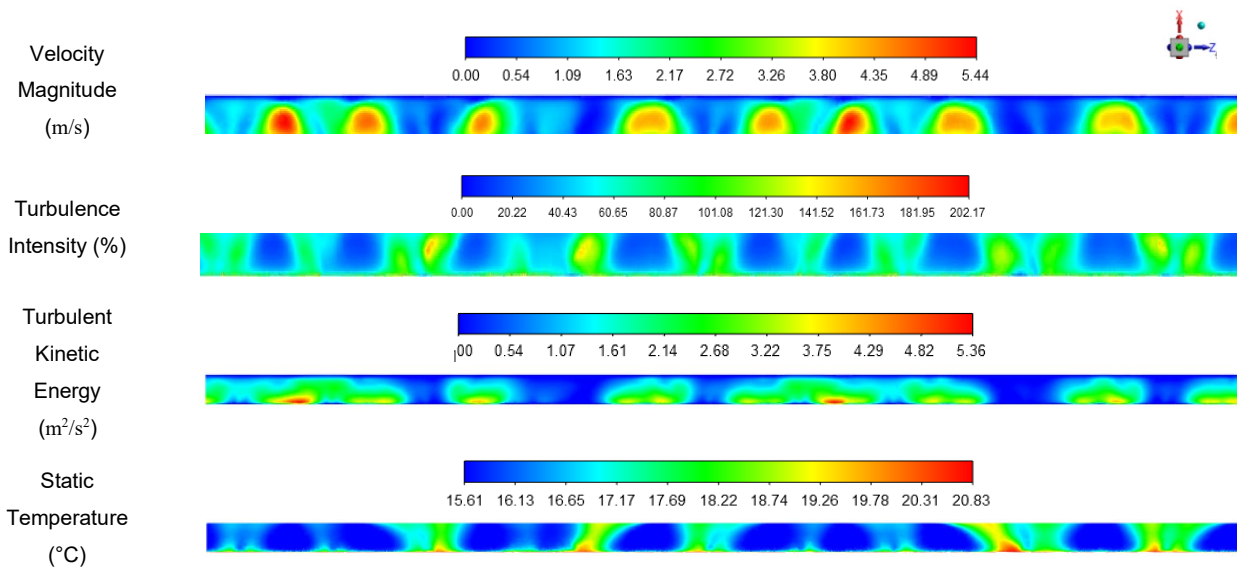 X
Z
Velocity
Magnitude
(m/s)
0.00 0.54 1.09 1.63 2.17 2.72 3.26 3.80 4.35 4.89 5.44
Turbulence
Intensity (%)
0.00 20.22 40.43 60.65 80.87 101.08 121.30 141.52 161.73 181.95 202.17
Turbulent
Kinetic
Energy
(m²/s²)
00 0.54 1.07 1.61 2.14 2.68 3.22 3.75 4.29 4.82 5.36
Static
Temperature
(°C)
15.61 16.13 16.65 17.17 17.69 18.22 18.74 19.26 19.78 20.31 20.83